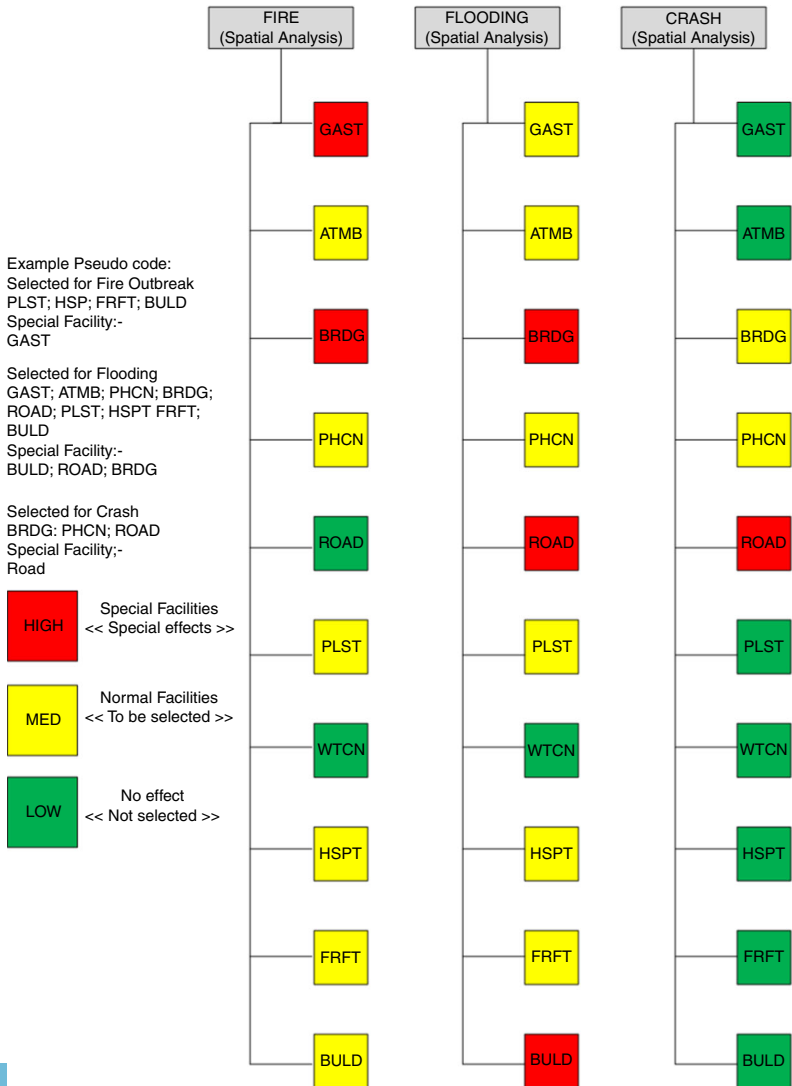 FIRE
(Spatial Analysis)
FLOODING
(Spatial Analysis)
CRASH
(Spatial Analysis)
GAST
GAST
GAST
ATMB
ATMB
ATMB
Example Pseudo code:
Selected for Fire Outbreak
PLST; HSP; FRFT; BULD
Special Facility:-
GAST
BRDG
BRDG
BRDG
Selected for Flooding
GAST; ATMB; PHCN; BRDG;
ROAD; PLST; HSPT FRFT;
BULD
Special Facility:-
BULD; ROAD; BRDG
PHCN
PHCN
PHCN
Selected for Crash
BRDG: PHCN; ROAD
Special Facility;-
Road
ROAD
ROAD
ROAD
HIGH
Special Facilities
<< Special effects >>
PLST
PLST
PLST
MED
Normal Facilities
<< To be selected >>
WTCN
WTCN
WTCN
LOW
No effect
<< Not selected >>
HSPT
HSPT
HSPT
FRFT
FRFT
FRFT
BULD
BULD
BULD